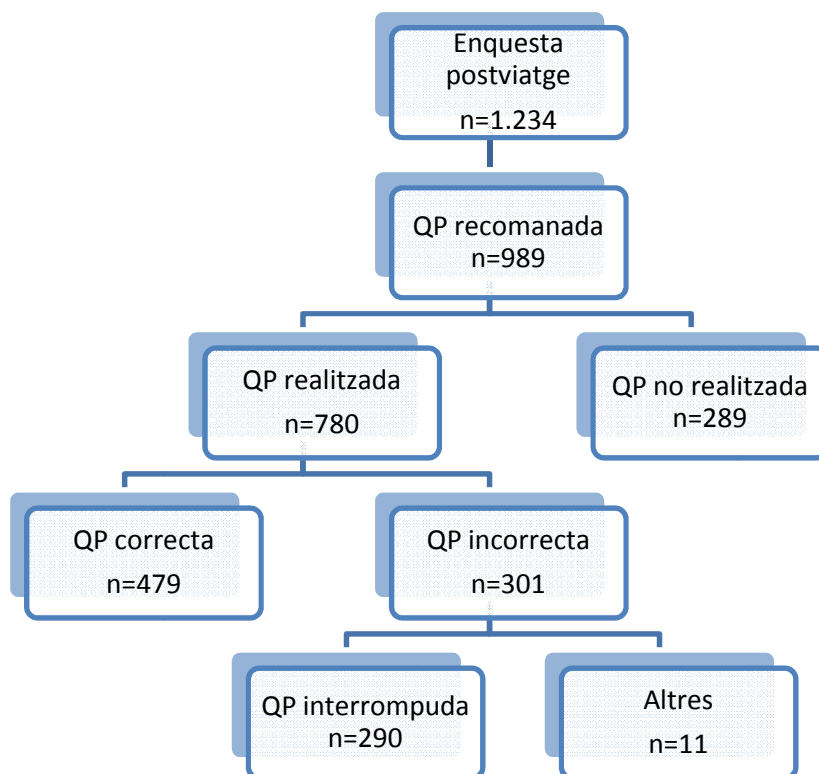 Enquesta
postviatge
n=1.234
QP recomanada
n=989
QP realitzada
n=780
QP no realitzada
n=289
QP correcta
n=479
QP incorrecta
n=301
QP interrompuda
n=290
Altres
n=11